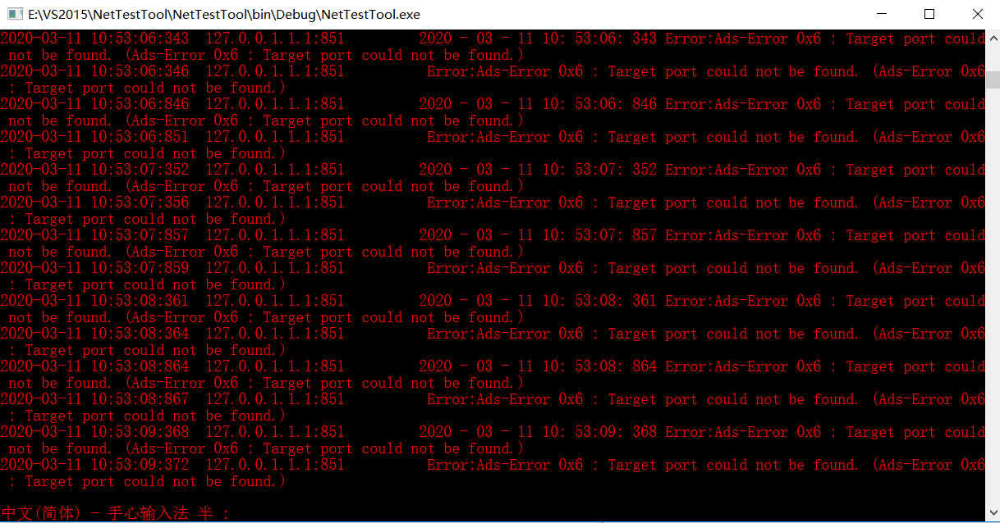 E:\VS2015\NetTestTool\NetTestTool\bin\Debug\NetTestTool.exe
2020-03-11 10:53:06:343 127.0.0.1.1.1:851 2020 - 03 - 11 10: 53:06: 343 Error:Ads-Error 0x6 : Target port could
not be found. (Ads-Error 0x6 : Target port could not be found.)
2020-03-11 10:53:06:346 127.0.0.1.1.1:851 Error:Ads-Error 0x6 : Target port could not be found. (Ads-Error 0x6
: Target port could not be found.)
2020-03-11 10:53:06:846 127.0.0.1.1.1:851 2020 - 03 - 11 10: 53:06: 846 Error:Ads-Error 0x6 : Target port could
not be found. (Ads-Error 0x6 : Target port could not be found.)
2020-03-11 10:53:06:851 127.0.0.1.1.1:851 Error:Ads-Error 0x6 : Target port could not be found. (Ads-Error 0x6
: Target port could not be found.)
2020-03-11 10:53:07:352 127.0.0.1.1.1:851 2020 - 03 - 11 10: 53:07: 352 Error:Ads-Error 0x6 : Target port could
not be found. (Ads-Error 0x6 : Target port could not be found.)
2020-03-11 10:53:07:356 127.0.0.1.1.1:851 Error:Ads-Error 0x6 : Target port could not be found. (Ads-Error 0x6
: Target port could not be found.)
2020-03-11 10:53:07:857 127.0.0.1.1.1:851 2020 - 03 - 11 10: 53:07: 857 Error:Ads-Error 0x6 : Target port could
not be found. (Ads-Error 0x6 : Target port could not be found.)
2020-03-11 10:53:07:859 127.0.0.1.1.1:851 Error:Ads-Error 0x6 : Target port could not be found. (Ads-Error 0x6
: Target port could not be found.)
2020-03-11 10:53:08:361 127.0.0.1.1.1:851 2020 - 03 - 11 10: 53:08: 361 Error:Ads-Error 0x6 : Target port could
not be found. (Ads-Error 0x6 : Target port could not be found.)
2020-03-11 10:53:08:364 127.0.0.1.1.1:851 Error:Ads-Error 0x6 : Target port could not be found. (Ads-Error 0x6
: Target port could not be found.)
2020-03-11 10:53:08:864 127.0.0.1.1.1:851 2020 - 03 - 11 10: 53:08: 864 Error:Ads-Error 0x6 : Target port could
not be found. (Ads-Error 0x6 : Target port could not be found.)
2020-03-11 10:53:08:867 127.0.0.1.1.1:851 Error:Ads-Error 0x6 : Target port could not be found. (Ads-Error 0x6
: Target port could not be found.)
2020-03-11 10:53:09:368 127.0.0.1.1.1:851 2020 - 03 - 11 10: 53:09: 368 Error:Ads-Error 0x6 : Target port could
not be found. (Ads-Error 0x6 : Target port could not be found.)
2020-03-11 10:53:09:372 127.0.0.1.1.1:851 Error:Ads-Error 0x6 : Target port could not be found. (Ads-Error 0x6
: Target port could not be found.)
中文(简体) - 手心输入法 半 :